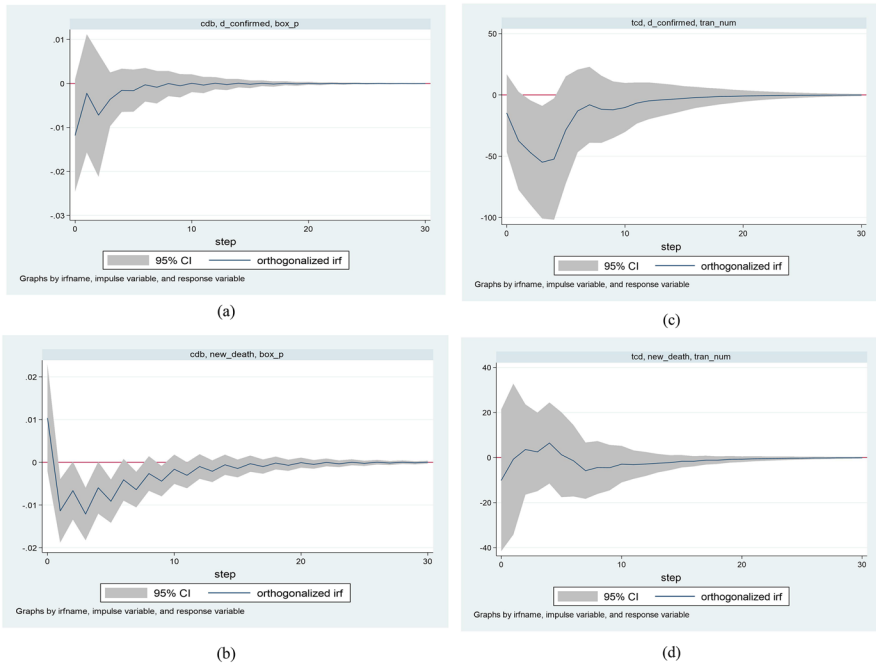 cdb, d_confirmed, box_p
.01
0
-.01
-.02
-.03
0
10
20
30
step
95% CI
orthogonalized irf
Graphs by irfname, impulse variable, and response variable
(a)
tcd, d_confirmed, tran_num
50
0
-50
-100
0
10
20
30
step
95% CI
orthogonalized irf
Graphs by irfname, impulse variable, and response variable
(c)
cdb, new_death, box_p
.02
.01
0
-.01
-.02
0
10
20
30
step
95% CI
orthogonalized irf
Graphs by irfname, impulse variable, and response variable
(b)
tcd, new_death, tran_num
40
20
0
-20
-40
0
10
20
30
step
95% CI
orthogonalized irf
Graphs by irfname, impulse variable, and response variable
(d)